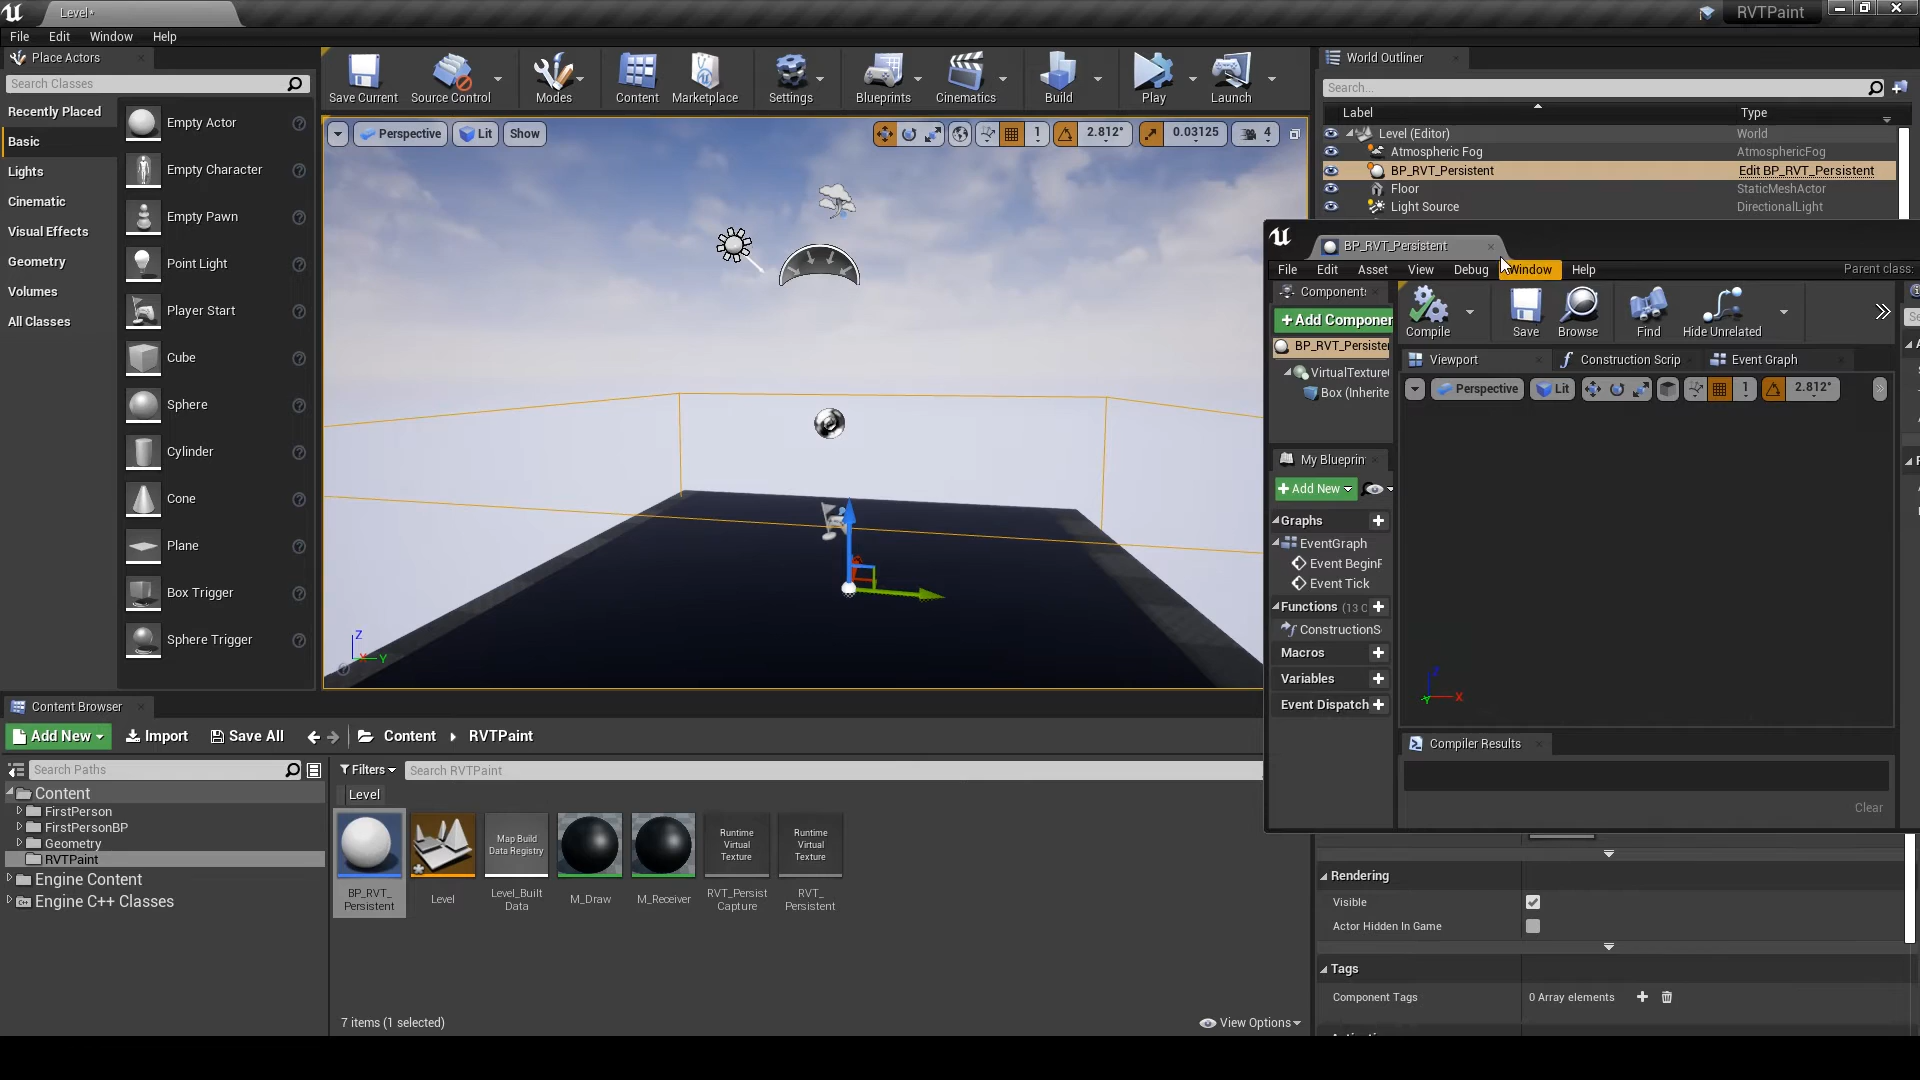 Level*
RVTPaint
File Edit Window Help
Place Actors
Search Classes
Recently Placed
Basic
Lights
Cinematic
Visual Effects
Geometry
Volumes
All Classes
Empty Actor
Empty Character
Empty Pawn
Point Light
Player Start
Cube
Sphere
Cylinder
Cone
Plane
Box Trigger
Sphere Trigger
Save Current
Source Control
Modes
Content
Marketplace
Settings
Blueprints
Cinematics
Build
Play
Launch
Perspective Lit Show
1 2.812° 0.03125 4
Z
Y
World Outliner
Search...
Label Type
Level (Editor) World
Atmospheric Fog AtmosphericFog
BP_RVT_Persistent Edit BP_RVT_Persistent
Floor StaticMeshActor
Light Source DirectionalLight
BP_RVT_Persistent
File Edit Asset View Debug Window Help Parent class:
Component
+Add Componen
BP_RVT_Persiste
VirtualTexture
Box (Inherite
My Blueprin
+Add New
Graphs
EventGraph
Event BeginP
Event Tick
Functions (13 O
ConstructionS
Macros
Variables
Event Dispatch
Compile
Save
Browse
Find
Hide Unrelated
Viewport
Construction Scrip
Event Graph
Perspective Lit 1 2.812°
Z
X
Y
Compiler Results
Clear
Content Browser
Add New Import Save All Content RVTPaint
Search Paths
Content
FirstPerson
FirstPersonBP
Geometry
RVTPaint
Engine Content
Engine C++ Classes
Filters Search RVTPaint
Level
BP_RVT_
Persistent
Level
Map Build
Data Registry
Level_Built
Data
M_Draw
M_Receiver
Runtime
Virtual
Texture
RVT_Persist
Capture
Runtime
Virtual
Texture
RVT_
Persistent
7 items (1 selected)
View Options
Rendering
Visible
Actor Hidden In Game
Tags
Component Tags 0 Array elements